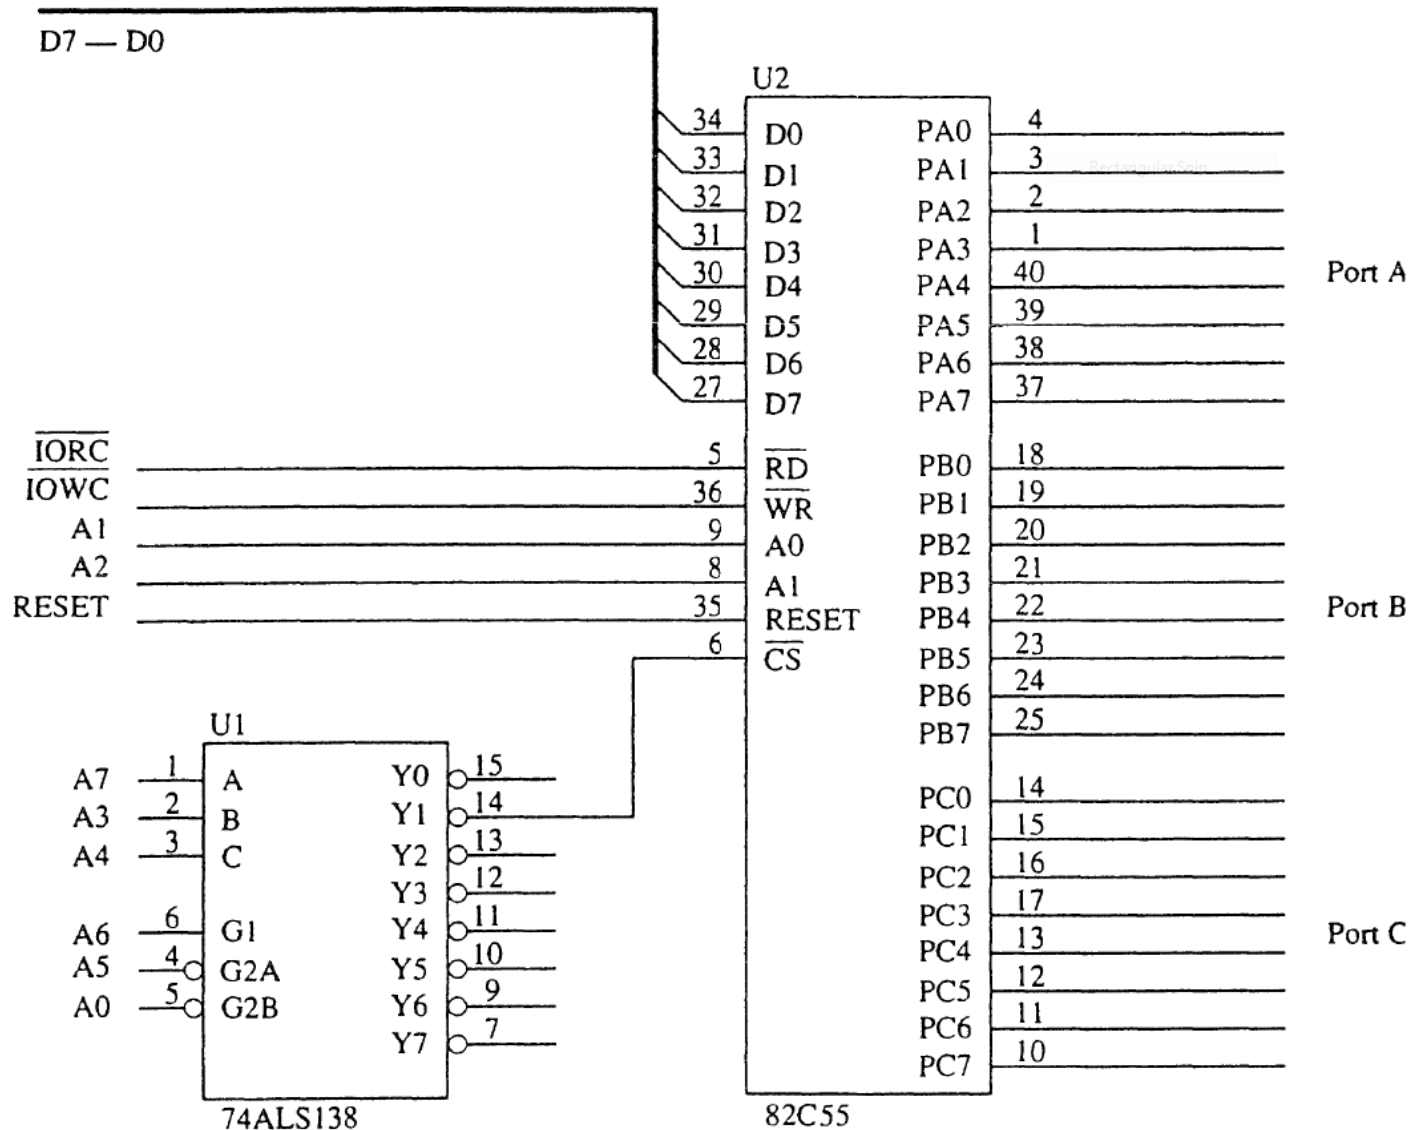 D7 — D0
U2
34 D0 PA0 4
33 D1 PA1 3
Rectangular Snip
32 D2 PA2 2
31 D3 PA3 1
30 D4 PA4 40
Port A
29 D5 PA5 39
28 D6 PA6 38
27 D7 PA7 37
IORC 5 RD PB0 18
IOWC 36 WR PB1 19
A1 9 A0 PB2 20
A2 8 A1 PB3 21
RESET 35 RESET PB4 22
Port B
6 CS PB5 23
PB6 24
PB7 25
U1
A7 1 A Y0 15
PC0 14
A3 2 B Y1 14
PC1 15
A4 3 C Y2 13
PC2 16
Y3 12
PC3 17
A6 6 G1 Y4 11
Port C
PC4 13
A5 4 G2A Y5 10
PC5 12
A0 5 G2B Y6 9
PC6 11
Y7 7
PC7 10
74ALS138
82C55